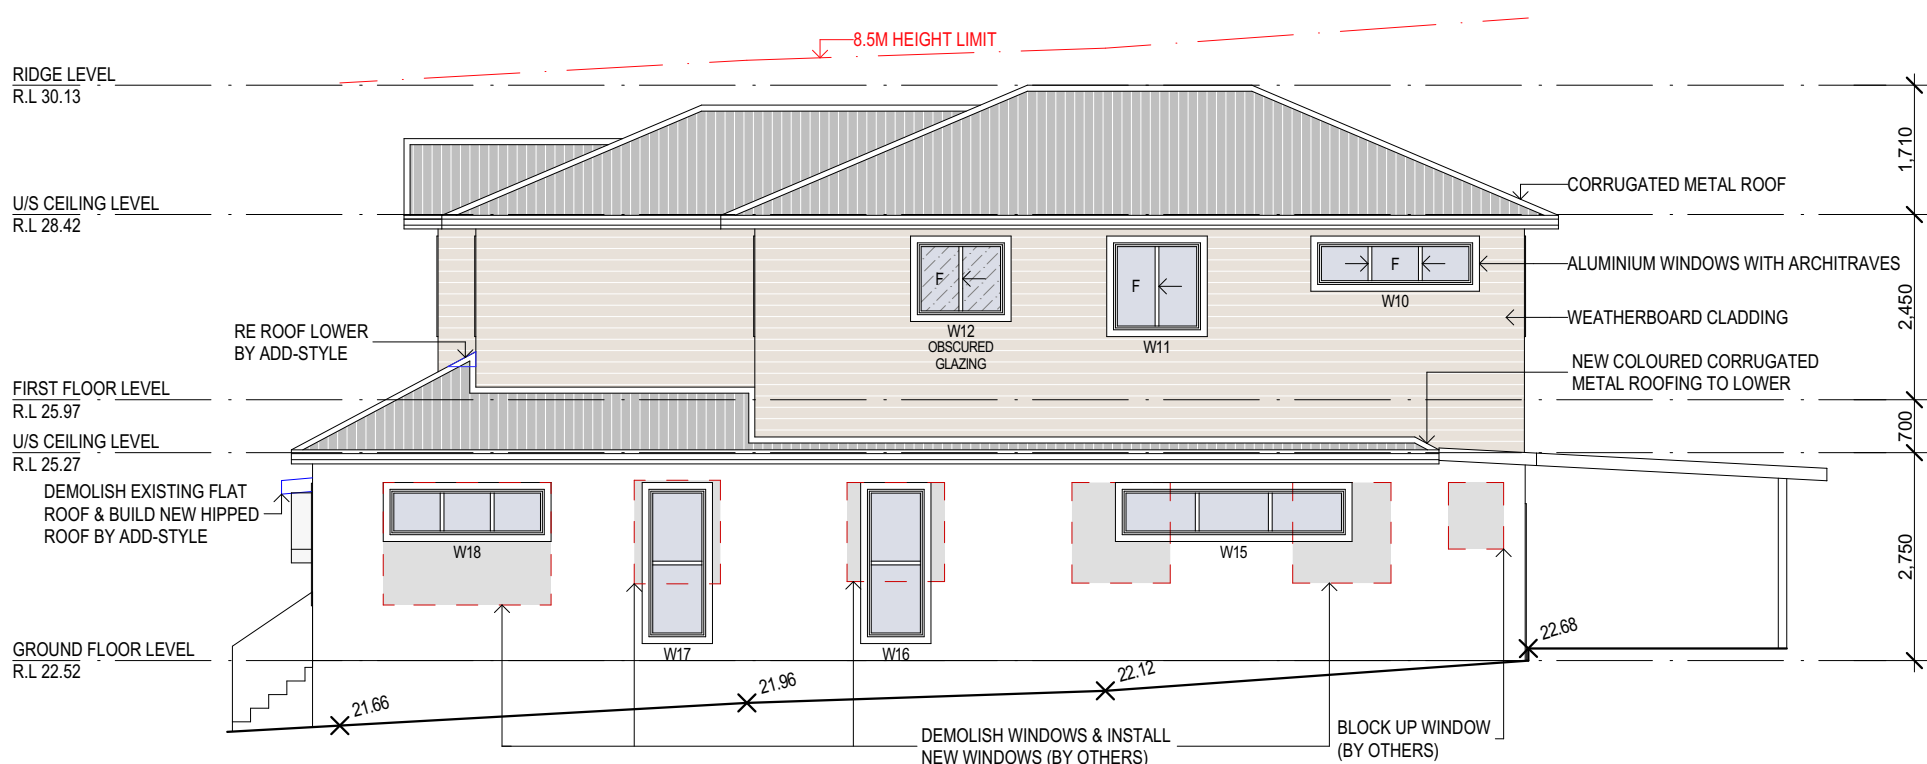 8.5M HEIGHT LIMIT
RIDGE LEVEL
R.L 30.13
1,710
CORRUGATED METAL ROOF
U/S CEILING LEVEL
R.L 28.42
F
F
F
ALUMINIUM WINDOWS WITH ARCHITRAVES
W10
2,450
WEATHERBOARD CLADDING
RE ROOF LOWER
BY ADD-STYLE
W12
OBSCURED
GLAZING
W11
NEW COLOURED CORRUGATED
METAL ROOFING TO LOWER
FIRST FLOOR LEVEL
R.L 25.97
700
U/S CEILING LEVEL
R.L 25.27
DEMOLISH EXISTING FLAT
ROOF & BUILD NEW HIPPED
ROOF BY ADD-STYLE
W18
W15
2,750
GROUND FLOOR LEVEL
R.L 22.52
W17
W16
22.68
22.12
21.96
21.66
DEMOLISH WINDOWS & INSTALL
NEW WINDOWS (BY OTHERS)
BLOCK UP WINDOW
(BY OTHERS)